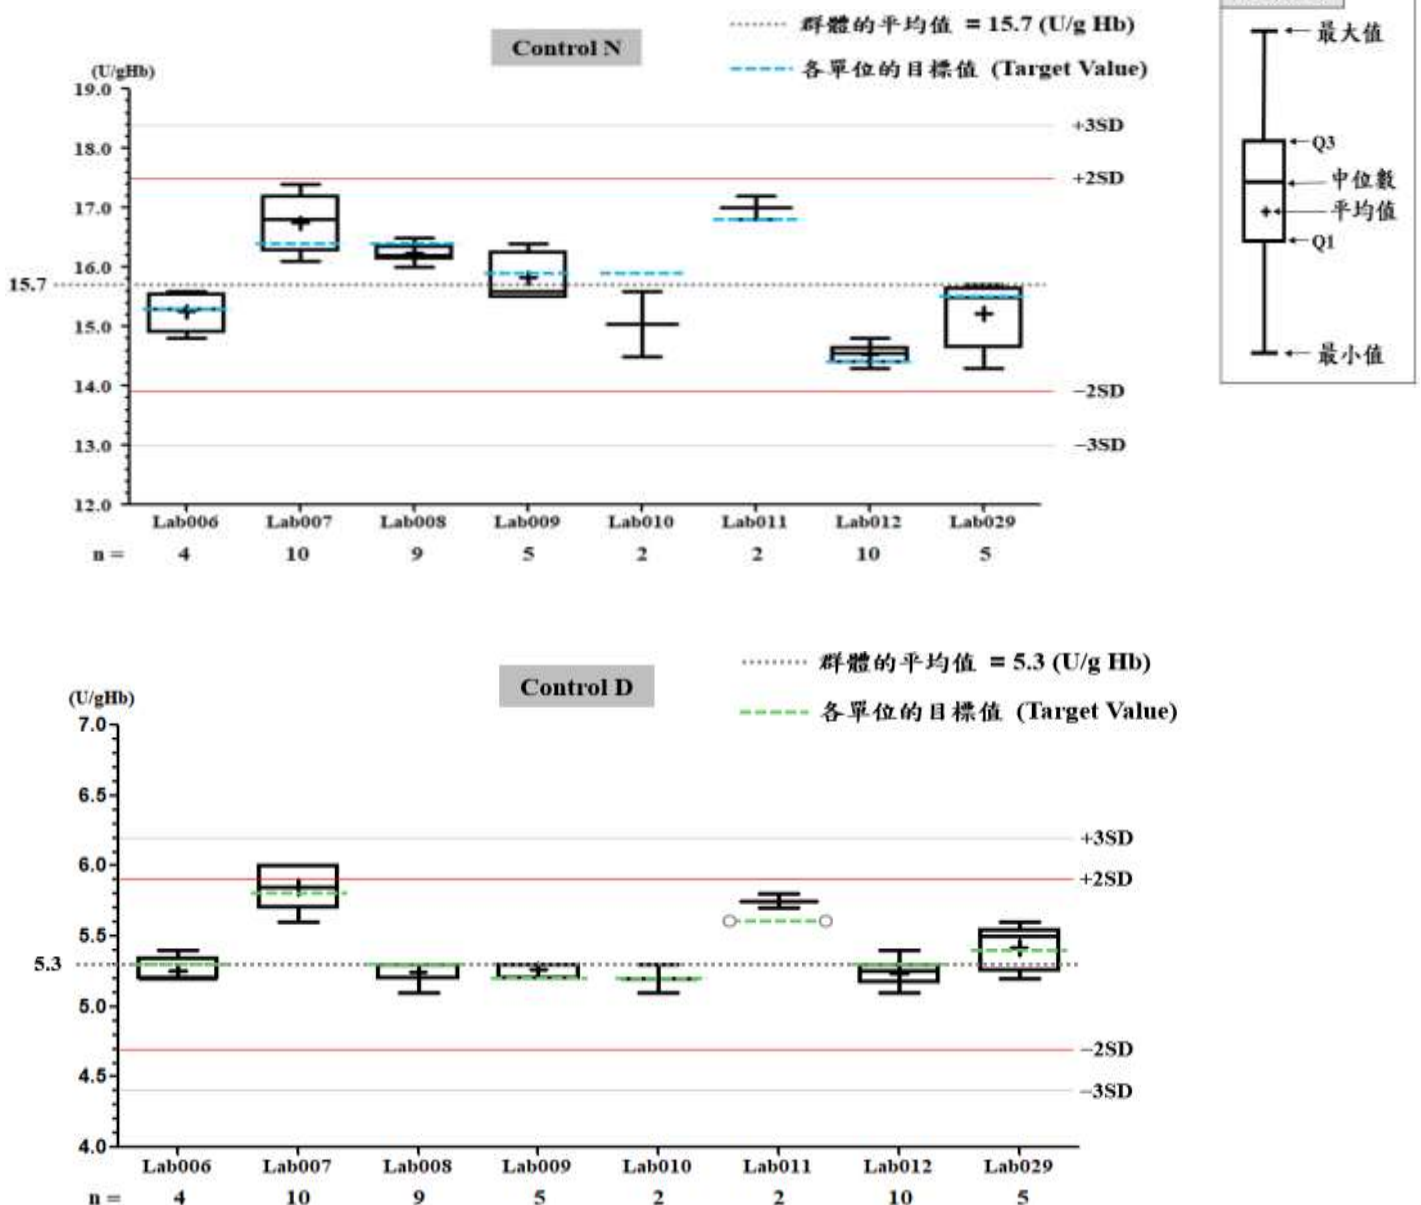 Control N
群體的平均值 = 15.7 (U/g Hb)
各單位的目標值 (Target Value)
(U/gHb)
19.0
18.0
17.0
16.0
15.7
15.0
14.0
13.0
12.0
+3SD
+2SD
−2SD
−3SD
Lab006 Lab007 Lab008 Lab009 Lab010 Lab011 Lab012 Lab029
n = 4 10 9 5 2 2 10 5
最大值
Q3
中位數
平均值
Q1
最小值
Control D
群體的平均值 = 5.3 (U/g Hb)
各單位的目標值 (Target Value)
(U/gHb)
7.0
6.5
6.0
5.5
5.3
5.0
4.5
4.0
+3SD
+2SD
−2SD
−3SD
Lab006 Lab007 Lab008 Lab009 Lab010 Lab011 Lab012 Lab029
n = 4 10 9 5 2 2 10 5